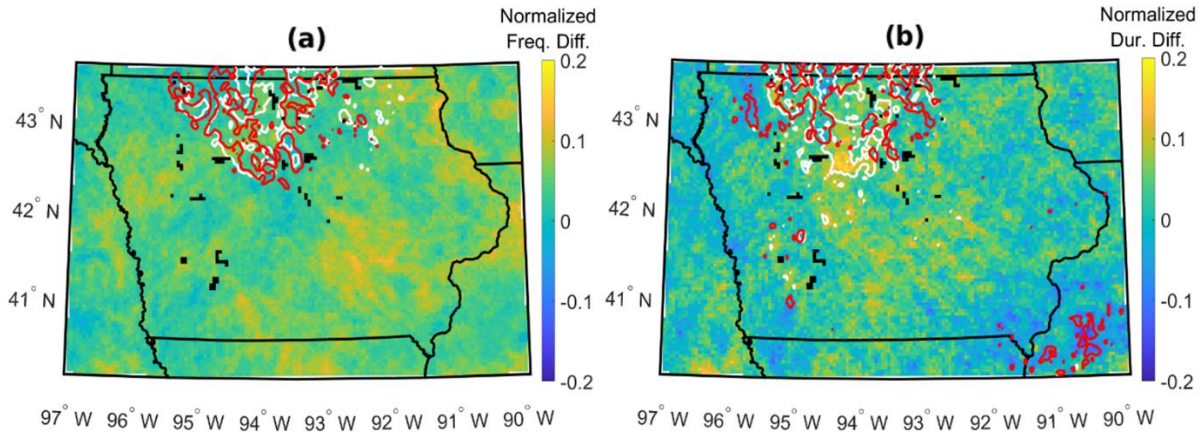 (a)
Normalized
Freq. Diff.
0.2
0.1
0
-0.1
-0.2
43° N
42° N
41° N
97° W 96° W 95° W 94° W 93° W 92° W 91° W 90° W
(b)
Normalized
Dur. Diff.
0.2
0.1
0
-0.1
-0.2
43° N
42° N
41° N
97° W 96° W 95° W 94° W 93° W 92° W 91° W 90° W